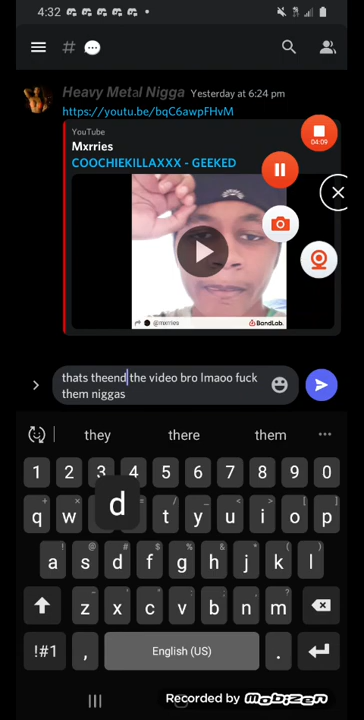 4:32
#
Heavy Metal Nigga Yesterday at 6:24 pm
https://youtu.be/bqC6awpFHvM
YouTube
Mxrries
COOCHIEKILLAXXX - GEEKED
04:09
@mxrries
BandLab.
thats theend the video bro lmaoo fuck
them niggas
they there them
1 2 3 4 5 6 7 8 9 0
d
q w t y u i o p
a s d f g h j k l
z x c v b n m
!#1 , English (US) .
Recorded by mobizen